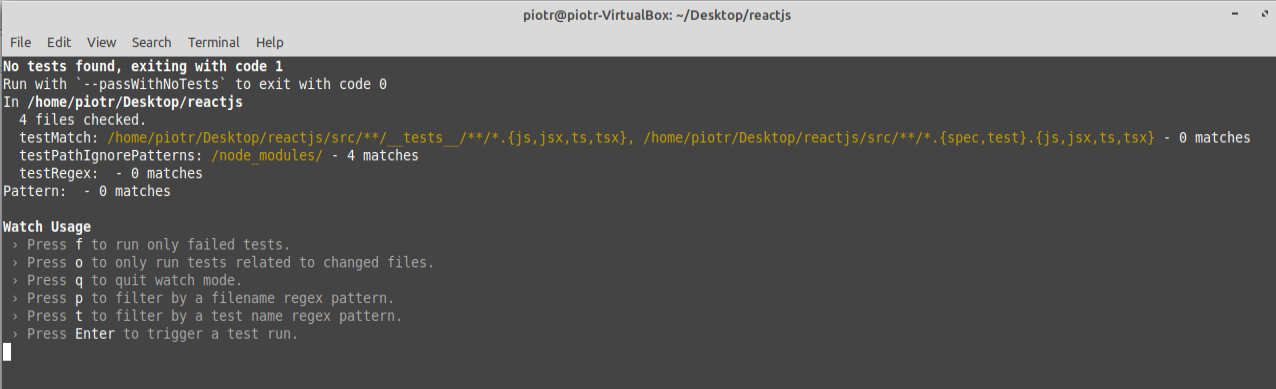 piotr@piotr-VirtualBox: ~/Desktop/reactjs
File Edit View Search Terminal Help
No tests found, exiting with code 1
Run with `--passWithNoTests` to exit with code 0
In /home/piotr/Desktop/reactjs
  4 files checked.
  testMatch: /home/piotr/Desktop/reactjs/src/**/__tests__/**/*.{js,jsx,ts,tsx}, /home/piotr/Desktop/reactjs/src/**/*.{spec,test}.{js,jsx,ts,tsx} - 0 matches
  testPathIgnorePatterns: /node_modules/ - 4 matches
  testRegex:  - 0 matches
Pattern:  - 0 matches
Watch Usage
 › Press f to run only failed tests.
 › Press o to only run tests related to changed files.
 › Press q to quit watch mode.
 › Press p to filter by a filename regex pattern.
 › Press t to filter by a test name regex pattern.
 › Press Enter to trigger a test run.